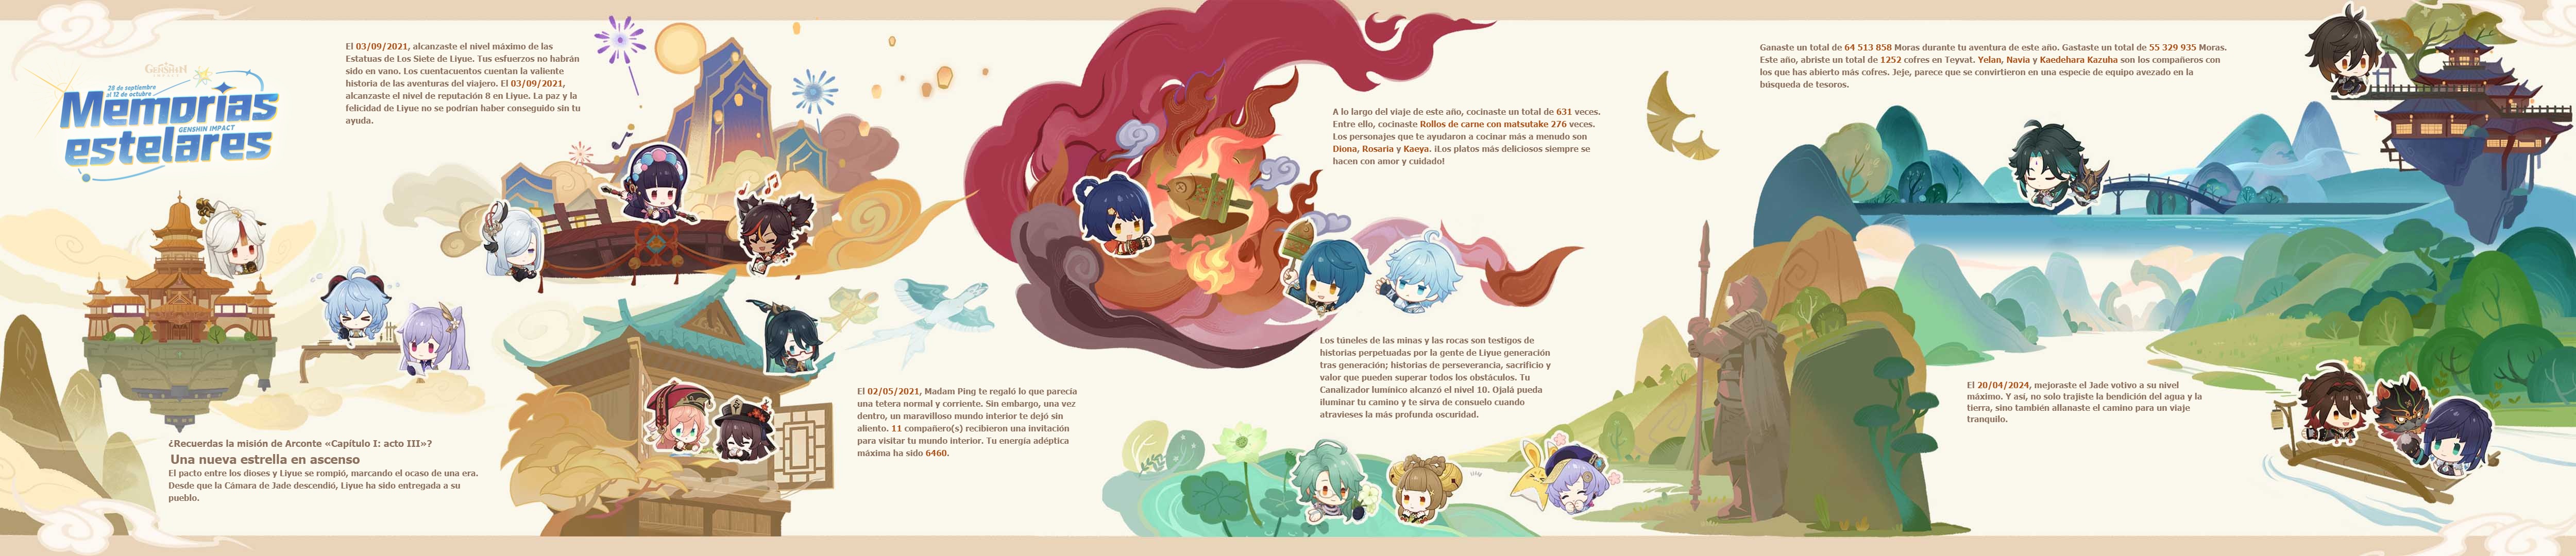 GENSHIN
IMPACT
28 de septiembre
al 12 de octubre
Memorias
GENSHIN IMPACT
estelares
El 03/09/2021, alcanzaste el nivel máximo de las
Estatuas de Los Siete de Liyue. Tus esfuerzos no habrán
sido en vano. Los cuentacuentos cuentan la valiente
historia de las aventuras del viajero. El 03/09/2021,
alcanzaste el nivel de reputación 8 en Liyue. La paz y la
felicidad de Liyue no se podrían haber conseguido sin tu
ayuda.
¿Recuerdas la misión de Arconte «Capítulo I: acto III»?
Una nueva estrella en ascenso
El pacto entre los dioses y Liyue se rompió, marcando el ocaso de una era.
Desde que la Cámara de Jade descendió, Liyue ha sido entregada a su
pueblo.
El 02/05/2021, Madam Ping te regaló lo que parecía
una tetera normal y corriente. Sin embargo, una vez
dentro, un maravilloso mundo interior te dejó sin
aliento. 11 compañero(s) recibieron una invitación
para visitar tu mundo interior. Tu energía adéptica
máxima ha sido 6460.
A lo largo del viaje de este año, cocinaste un total de 631 veces.
Entre ello, cocinaste Rollos de carne con matsutake 276 veces.
Los personajes que te ayudaron a cocinar más a menudo son
Diona, Rosaria y Kaeya. ¡Los platos más deliciosos siempre se
hacen con amor y cuidado!
Los túneles de las minas y las rocas son testigos de
historias perpetuadas por la gente de Liyue generación
tras generación; historias de perseverancia, sacrificio y
valor que pueden superar todos los obstáculos. Tu
Canalizador lumínico alcanzó el nivel 10. Ojalá pueda
iluminar tu camino y te sirva de consuelo cuando
atravieses la más profunda oscuridad.
Ganaste un total de 64 513 858 Moras durante tu aventura de este año. Gastaste un total de 55 329 935 Moras.
Este año, abriste un total de 1252 cofres en Teyvat. Yelan, Navia y Kaedehara Kazuha son los compañeros con
los que has abierto más cofres. Jeje, parece que se convirtieron en una especie de equipo avezado en la
búsqueda de tesoros.
El 20/04/2024, mejoraste el Jade votivo a su nivel
máximo. Y así, no solo trajiste la bendición del agua y la
tierra, sino también allanaste el camino para un viaje
tranquilo.